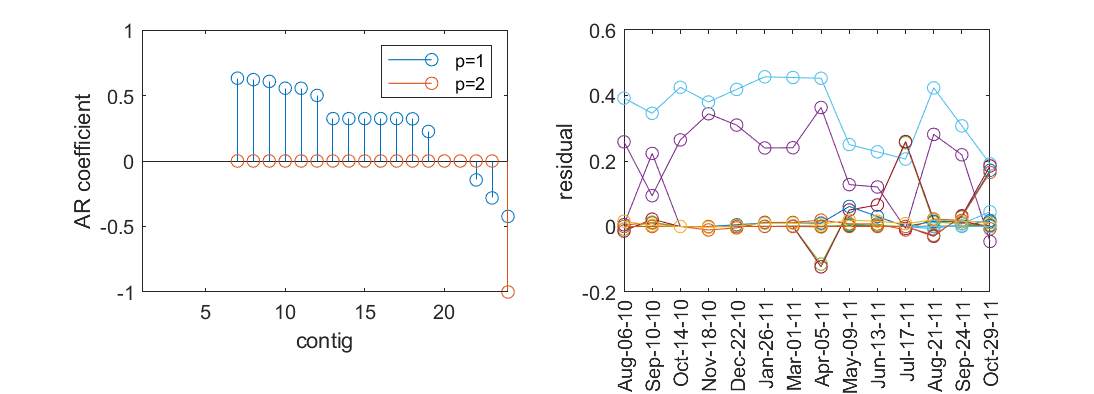 1
0.5
0
-0.5
-1
AR coefficient
5
10
15
20
contig
p=1
p=2
0.6
0.4
0.2
0
-0.2
residual
Aug-06-10
Sep-10-10
Oct-14-10
Nov-18-10
Dec-22-10
Jan-26-11
Mar-01-11
Apr-05-11
May-09-11
Jun-13-11
Jul-17-11
Aug-21-11
Sep-24-11
Oct-29-11